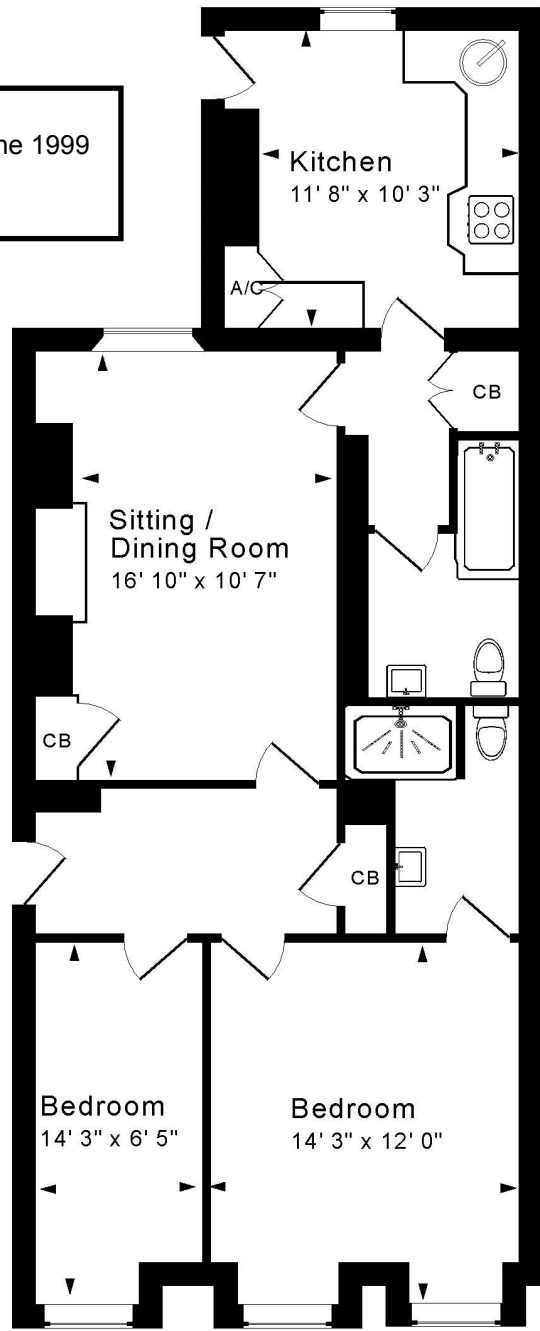 ne 1999
Kitchen
11' 8" x 10' 3"
A/C
CB
Sitting /
Dining Room
16' 10" x 10' 7"
CB
CB
Bedroom
14' 3" x 6' 5"
Bedroom
14' 3" x 12' 0"